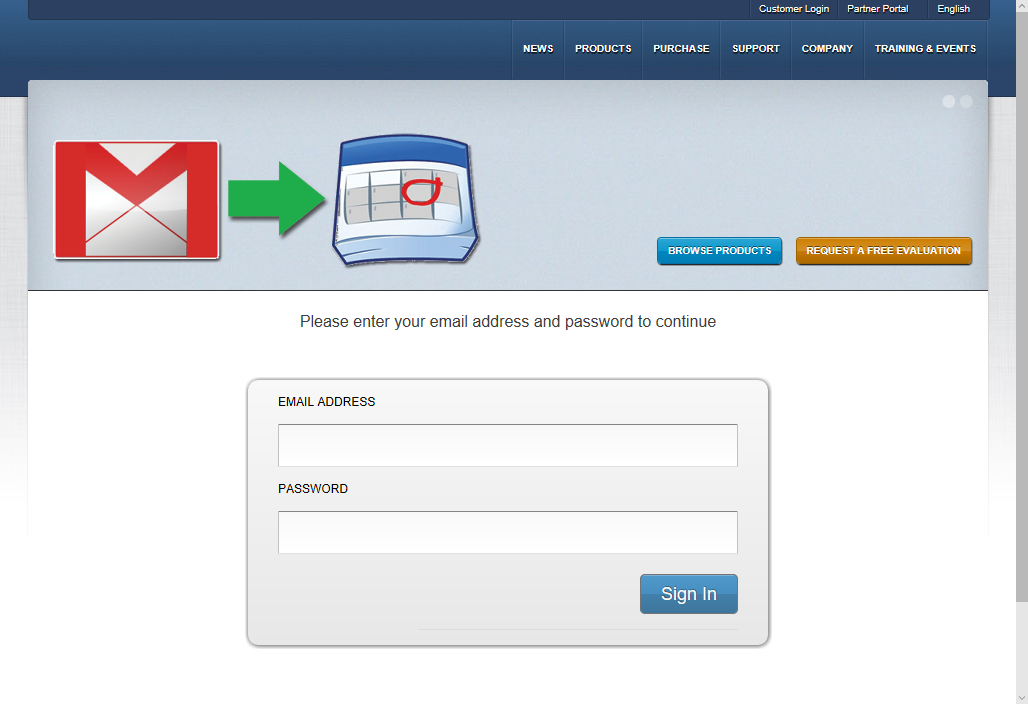 Customer Login Partner Portal English
NEWS PRODUCTS PURCHASE SUPPORT COMPANY TRAINING & EVENTS
BROWSE PRODUCTS REQUEST A FREE EVALUATION
Please enter your email address and password to continue
EMAIL ADDRESS
PASSWORD
Sign In